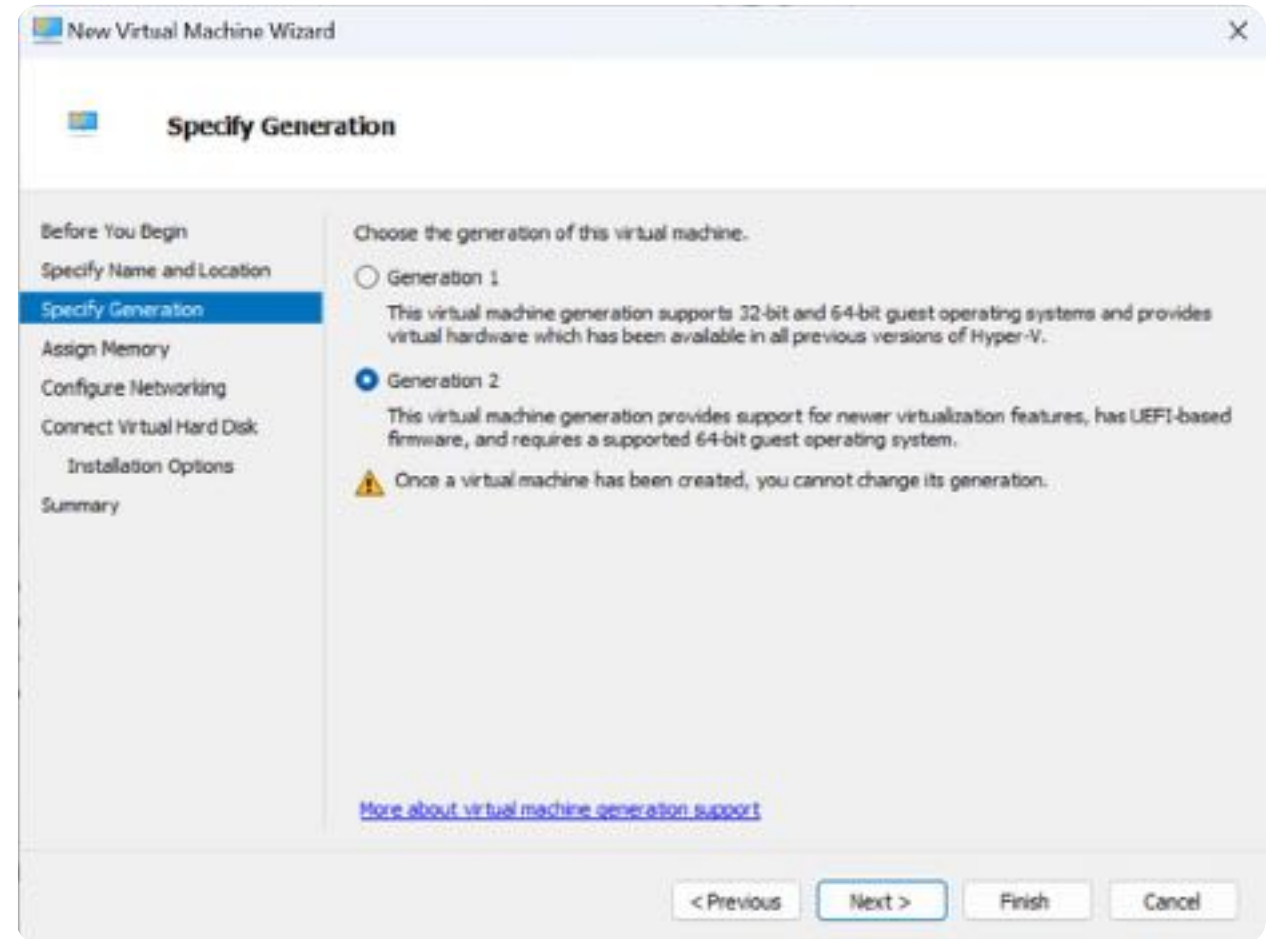 New Virtual Machine Wizard
Specify Generation
Before You Begin
Specify Name and Location
Specify Generation
Assign Memory
Configure Networking
Connect Virtual Hard Disk
Installation Options
Summary
Choose the generation of this virtual machine.
Generation 1
This virtual machine generation supports 32-bit and 64-bit guest operating systems and provides
virtual hardware which has been available in all previous versions of Hyper-V.
Generation 2
This virtual machine generation provides support for newer virtualization features, has UEFI-based
firmware, and requires a supported 64-bit guest operating system.
Once a virtual machine has been created, you cannot change its generation.
More about virtual machine generation support
< Previous
Next >
Finish
Cancel